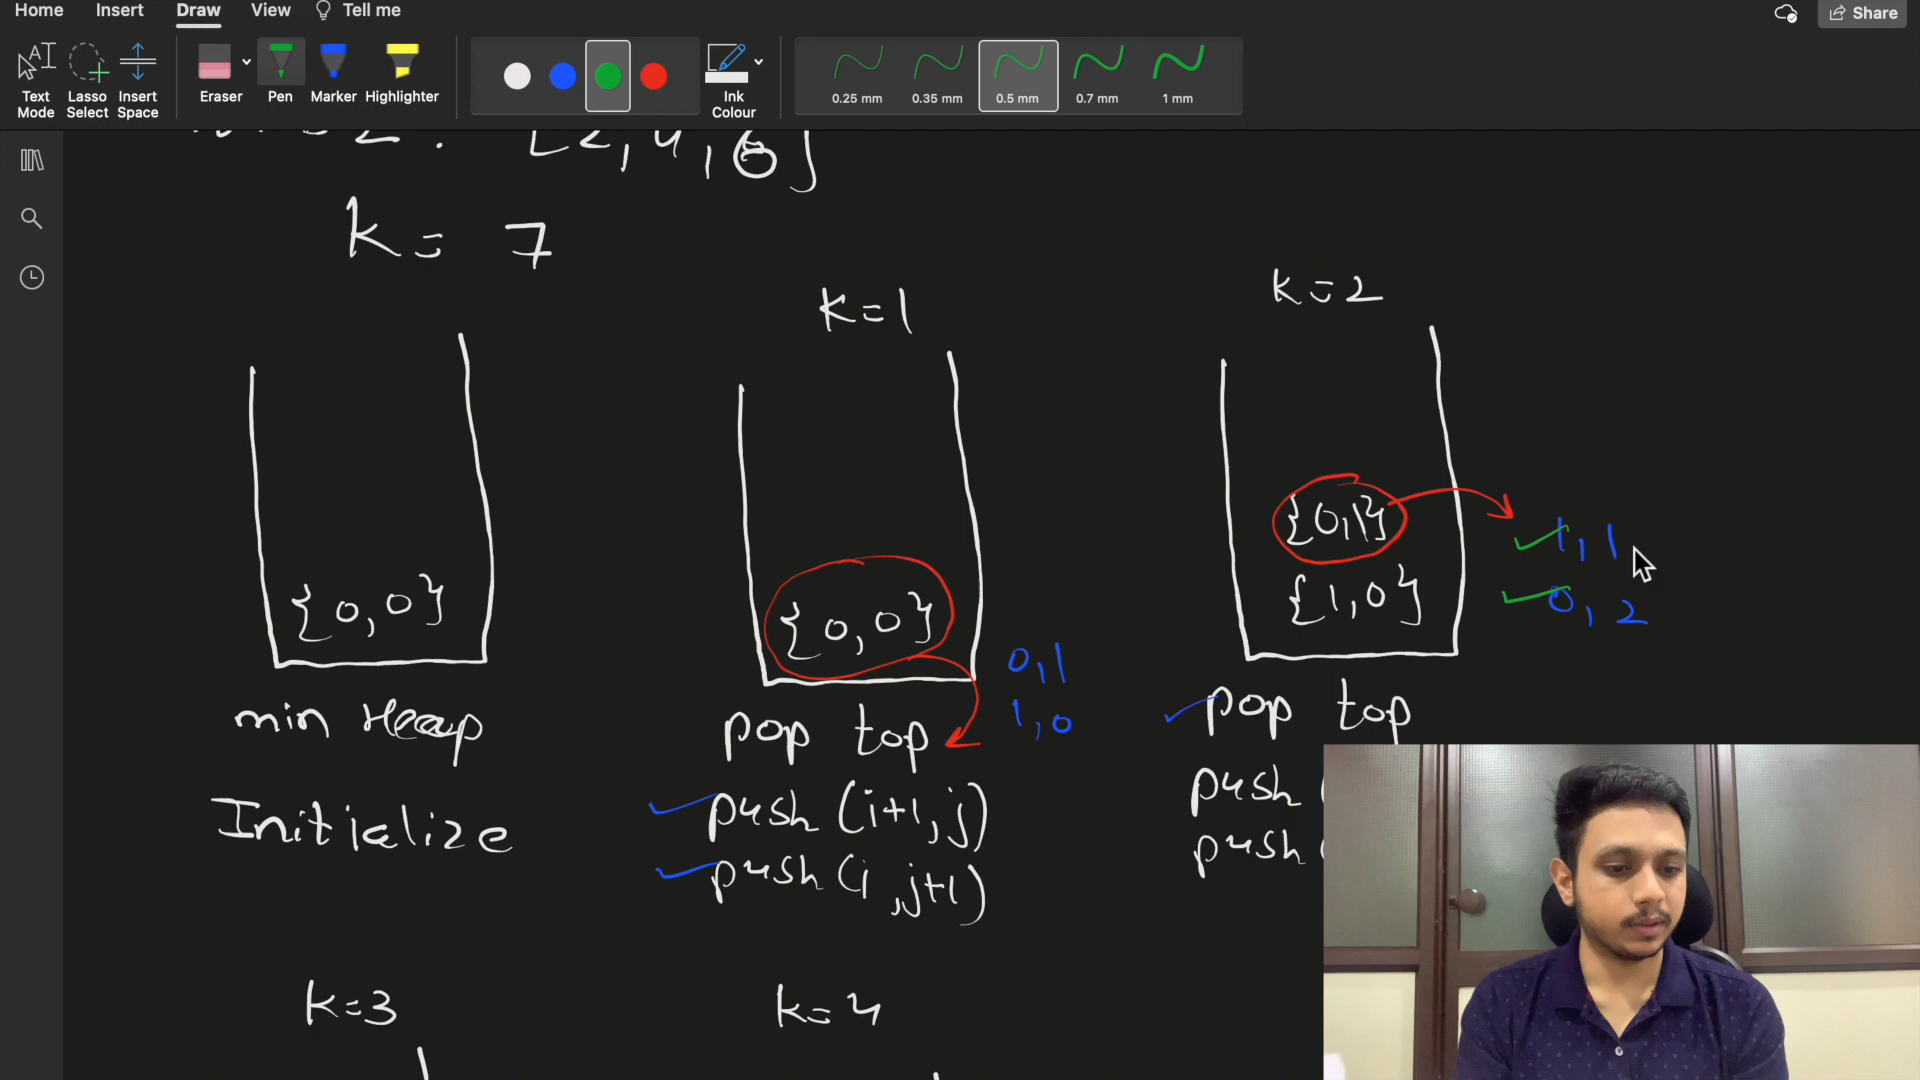 Home Insert Draw View Tell me Share
Text Mode
Lasso Select
Insert Space
Eraser
Pen
Marker
Highlighter
Ink Colour
0.25 mm
0.35 mm
0.5 mm
0.7 mm
1 mm
[2, 4, 6]
k = 7
k = 1
k = 2
{0,0}
min Heap
Initialize
{0,0}
0,1
1,0
pop top
push (i+1, j)
push (i, j+1)
{0,1}
{1,0}
1,1
0,2
pop top
push (
push (
k=3
k=4